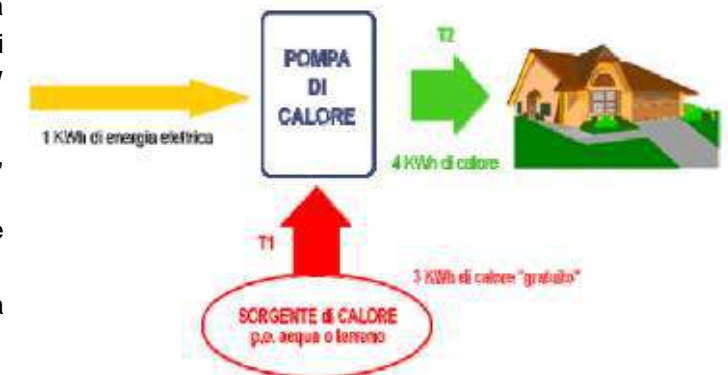 POMPA
DI
CALORE
T2
1 KWh di energia elettrica
4 KWh di calore
T1
3 KWh di calore "gratuito"
SORGENTE di CALORE
p.e. acqua o terreno
a
i
,
e
a